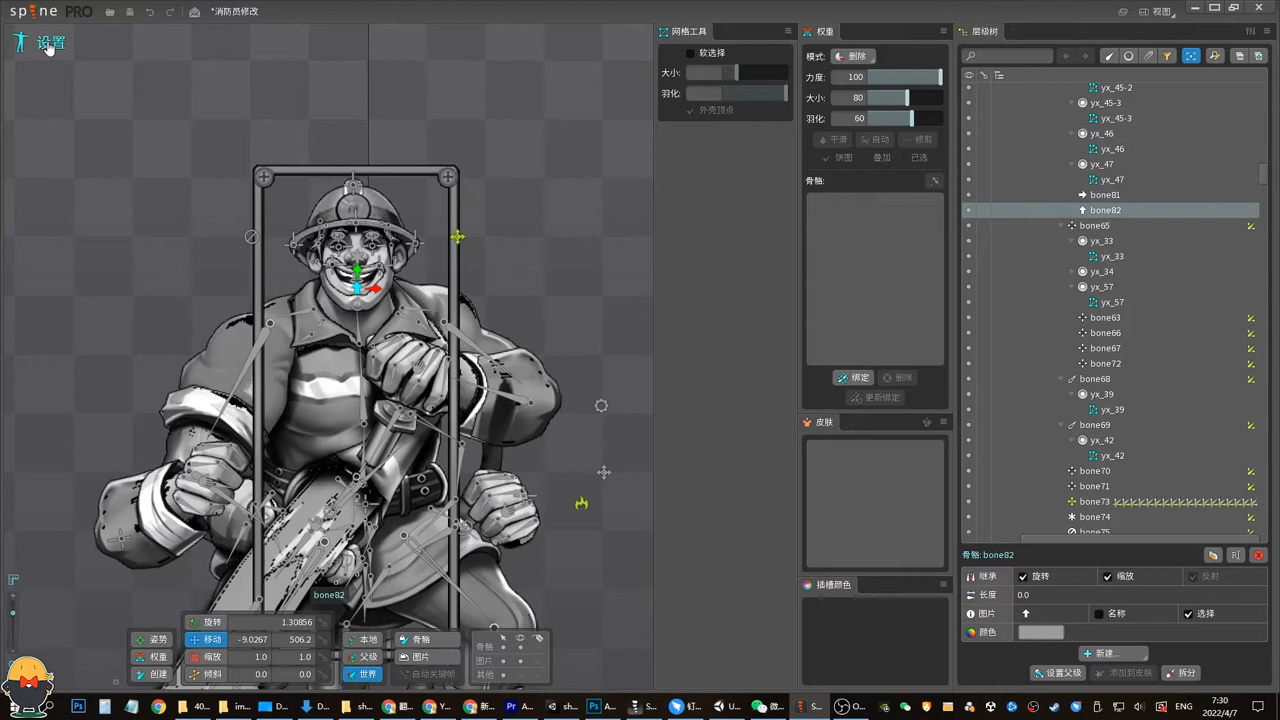 spine PRO
*消防员修改
视图
设置
网格工具
权重
层级树
软选择
模式:
删除
大小:
力度: 100
羽化:
大小: 80
外壳顶点
羽化: 60
平滑
自动
修剪
饼图
叠加
已选
骨骼:
绑定
删除
更新绑定
皮肤
插槽颜色
yx_45-2
yx_45-3
yx_45-3
yx_46
yx_46
yx_47
yx_47
bone81
bone82
bone65
yx_33
yx_33
yx_34
yx_57
yx_57
bone63
bone66
bone67
bone72
bone68
yx_39
yx_39
bone69
yx_42
yx_42
bone70
bone71
bone73
bone74
bone75
骨骼: bone82
继承
旋转
缩放
反射
长度
0.0
图片
名称
选择
颜色
新建...
设置父级
添加到皮肤
拆分
bone82
姿势
权重
创建
旋转 1.30856
移动 -9.0267 506.2
缩放 1.0 1.0
倾斜 0.0 0.0
本地
父级
世界
骨骼
图片
自动关键帧
骨骼
图片
其他
40...
im...
D...
下...
sh...
G...
V...
Pr A...
sh...
Ps A...
S...
钉...
U...
微...
S...
O...
7:30
2022/4/7